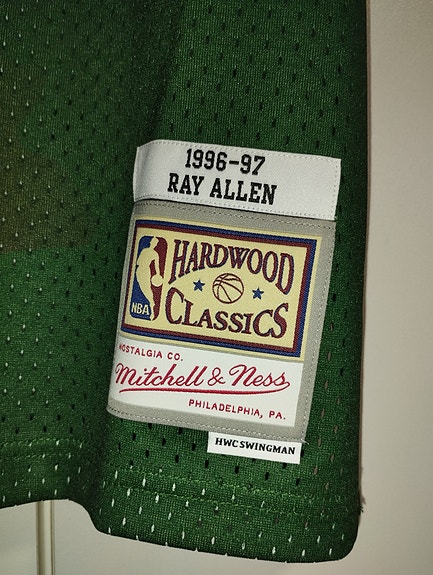 1996-97
RAY ALLEN
HARDWOOD
NBA
CLASSICS
NOSTALGIA CO.
Mitchell & Ness
PHILADELPHIA, PA.
HWC SWINGMAN